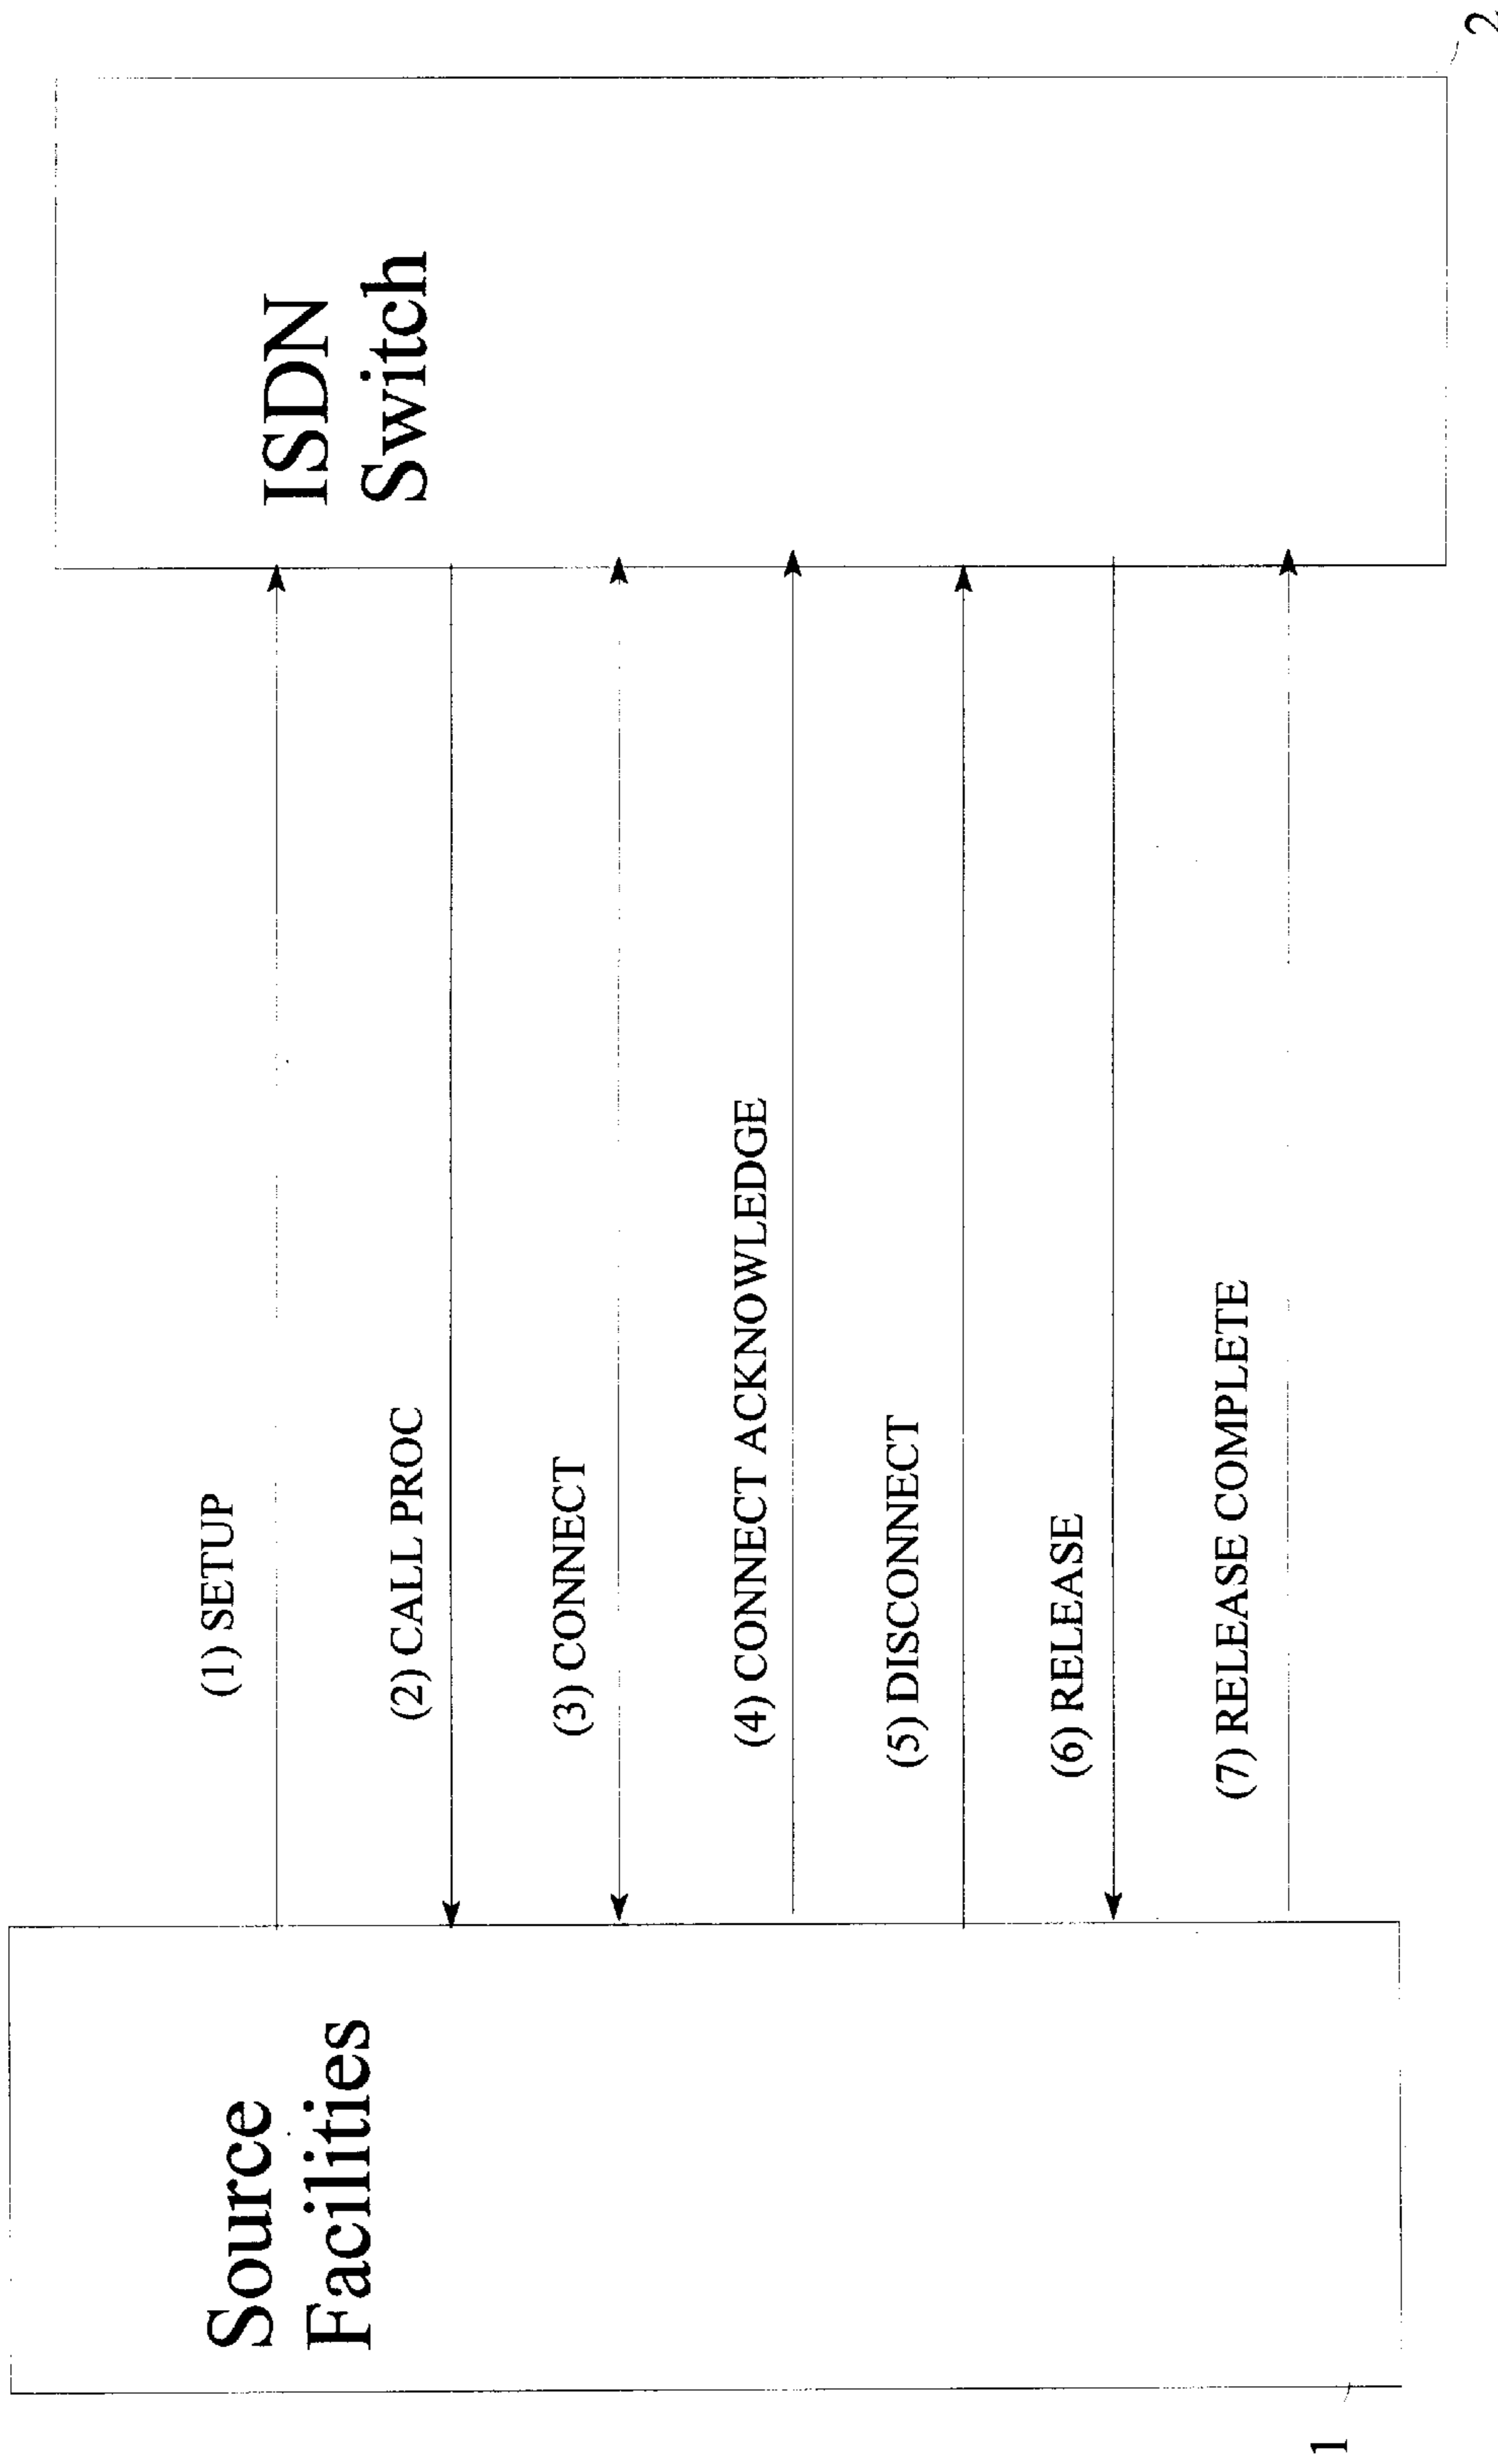 Source
Facilities
1
(1) SETUP
(2) CALL PROC
(3) CONNECT
(4) CONNECT ACKNOWLEDGE
(5) DISCONNECT
(6) RELEASE
(7) RELEASE COMPLETE
ISDN
Switch
2